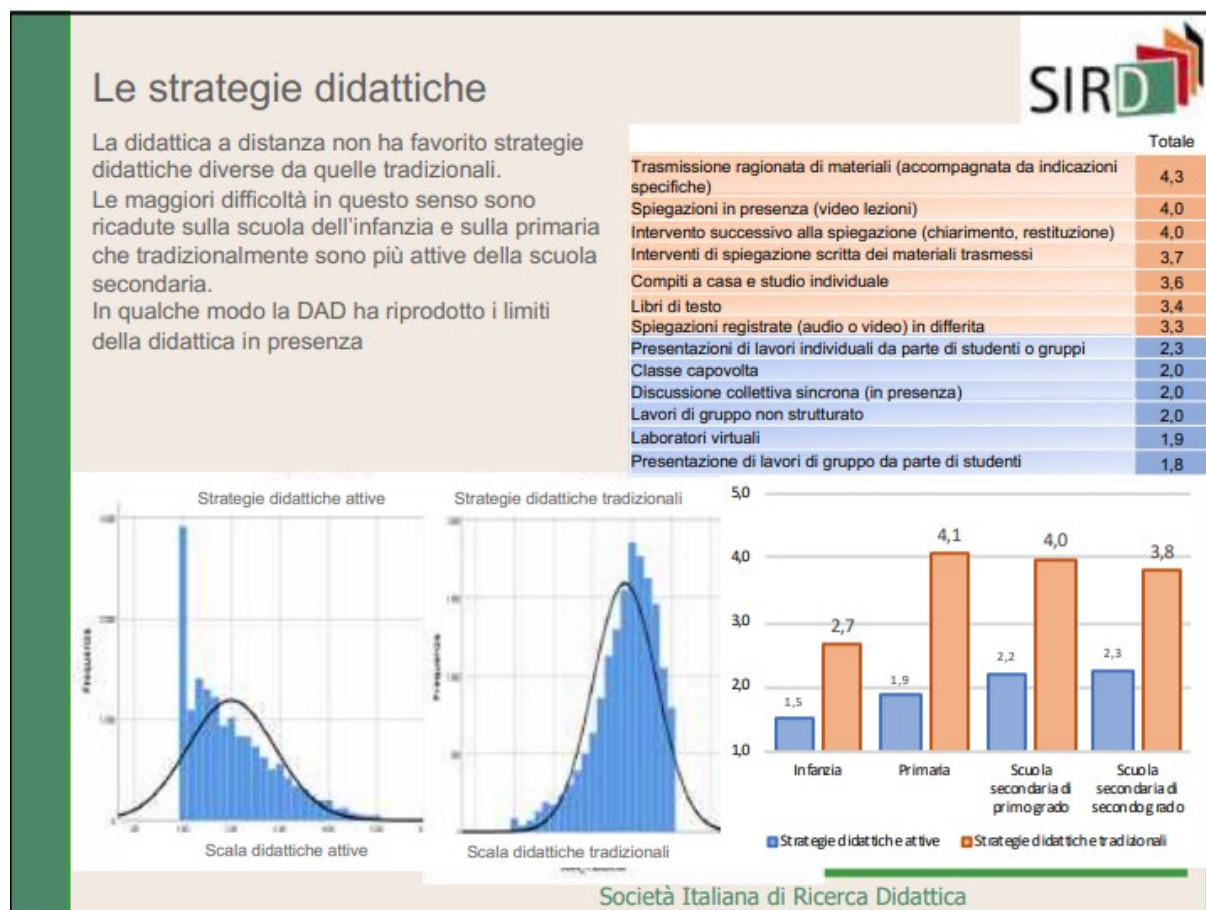 SIRD
Le strategie didattiche
La didattica a distanza non ha favorito strategie
didattiche diverse da quelle tradizionali.
Le maggiori difficoltà in questo senso sono
ricadute sulla scuola dell'infanzia e sulla primaria
che tradizionalmente sono più attive della scuola
secondaria.
In qualche modo la DAD ha riprodotto i limiti
della didattica in presenza
Totale
Trasmissione ragionata di materiali (accompagnata da indicazioni
specifiche) 4,3
Spiegazioni in presenza (video lezioni) 4,0
Intervento successivo alla spiegazione (chiarimento, restituzione) 4,0
Interventi di spiegazione scritta dei materiali trasmessi 3,7
Compiti a casa e studio individuale 3,6
Libri di testo 3,4
Spiegazioni registrate (audio o video) in differita 3,3
Presentazioni di lavori individuali da parte di studenti o gruppi 2,3
Classe capovolta 2,0
Discussione collettiva sincrona (in presenza) 2,0
Lavori di gruppo non strutturato 2,0
Laboratori virtuali 1,9
Presentazione di lavori di gruppo da parte di studenti 1,8
Strategie didattiche attive
Frequenza
Scala didattiche attive
Strategie didattiche tradizionali
Frequenza
Scala didattiche tradizionali
5,0
4,0
3,0
2,0
1,0
1,5
2,7
1,9
4,1
2,2
4,0
2,3
3,8
Infanzia
Primaria
Scuola
secondaria di
primo grado
Scuola
secondaria di
secondo grado
Strategie didattiche attive
Strategie didattiche tradizionali
Società Italiana di Ricerca Didattica